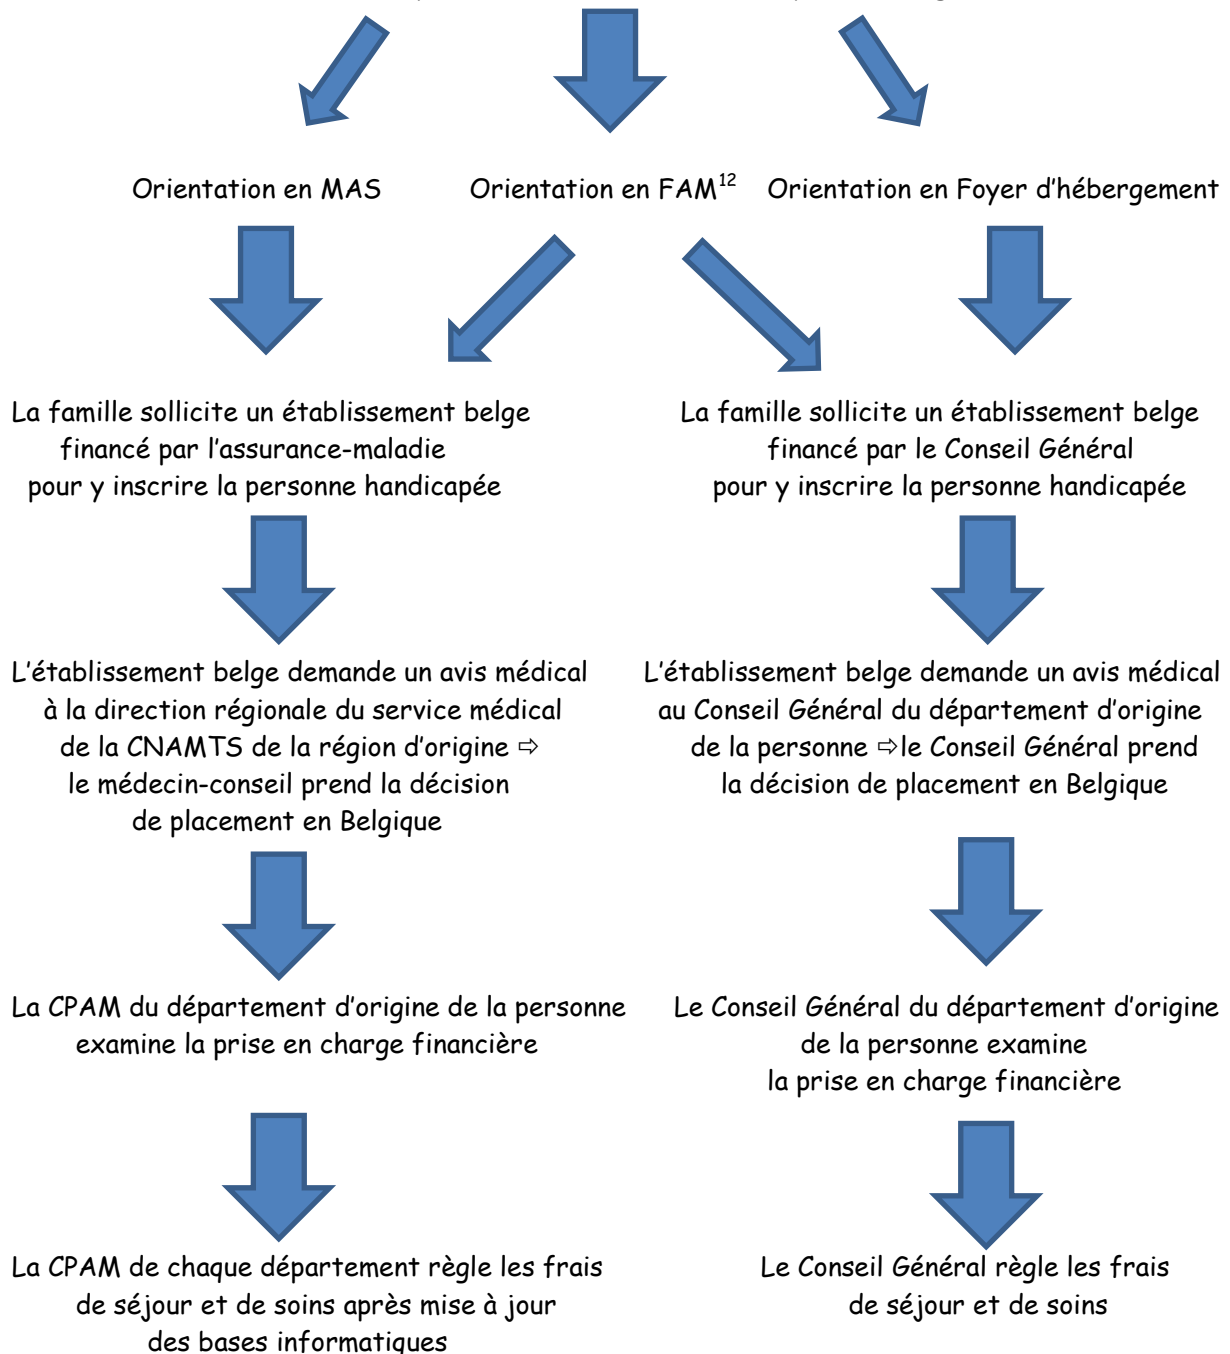 Orientation en MAS
Orientation en FAM12
Orientation en Foyer d'hébergement
La famille sollicite un établissement belge
financé par l'assurance-maladie
pour y inscrire la personne handicapée
La famille sollicite un établissement belge
financé par le Conseil Général
pour y inscrire la personne handicapée
L'établissement belge demande un avis médical
à la direction régionale du service médical
de la CNAMTS de la région d'origine ⇨
le médecin-conseil prend la décision
de placement en Belgique
L'établissement belge demande un avis médical
au Conseil Général du département d'origine
de la personne ⇨le Conseil Général prend
la décision de placement en Belgique
La CPAM du département d'origine de la personne
examine la prise en charge financière
Le Conseil Général du département d'origine
de la personne examine
la prise en charge financière
La CPAM de chaque département règle les frais
de séjour et de soins après mise à jour
des bases informatiques
Le Conseil Général règle les frais
de séjour et de soins